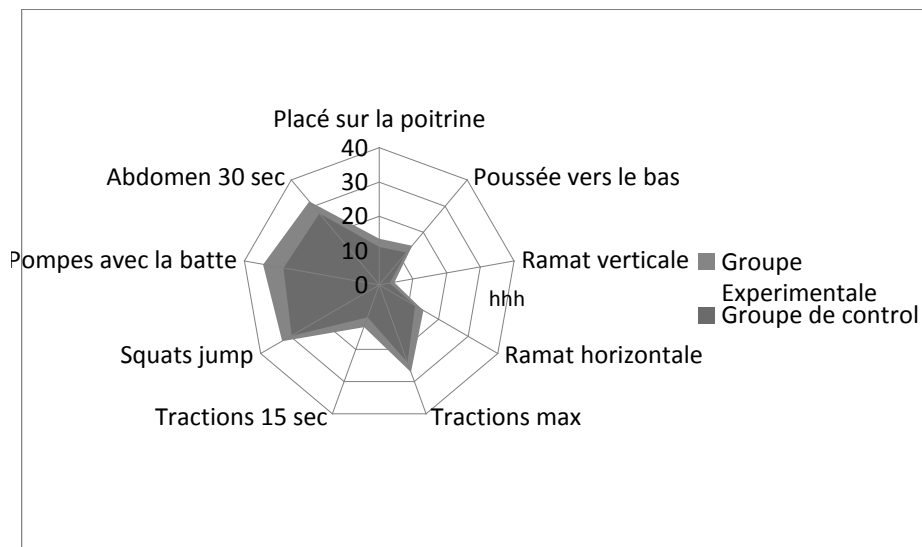 Placé sur la poitrine
40
30
20
10
0
Abdomen 30 sec
Poussée vers le bas
Pompes avec la batte
Ramat verticale
hhh
Squats jump
Ramat horizontale
Tractions 15 sec
Tractions max
Groupe
Experimentale
Groupe de control